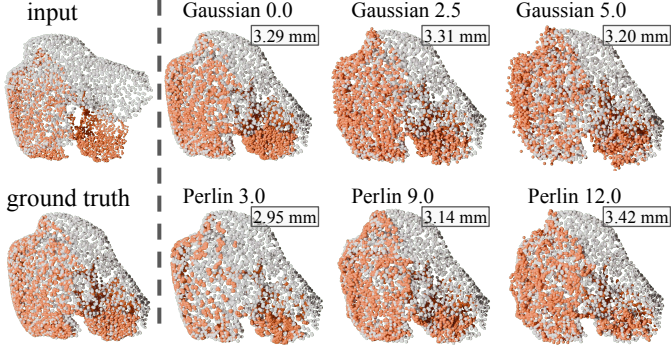 input
Gaussian 0.0
Gaussian 2.5
Gaussian 5.0
3.29 mm
3.31 mm
3.20 mm
ground truth
Perlin 3.0
Perlin 9.0
Perlin 12.0
2.95 mm
3.14 mm
3.42 mm